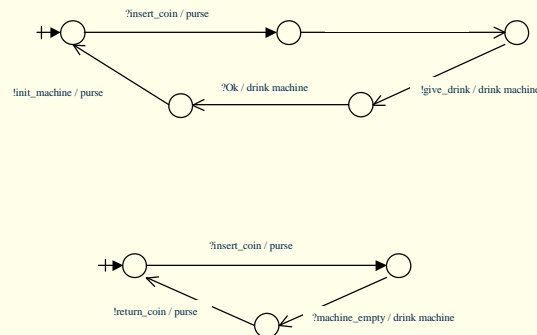 ?insert_coin / purse
!init_machine / purse
?Ok / drink machine
!give_drink / drink machine
?insert_coin / purse
!return_coin / purse
?machine_empty / drink machine